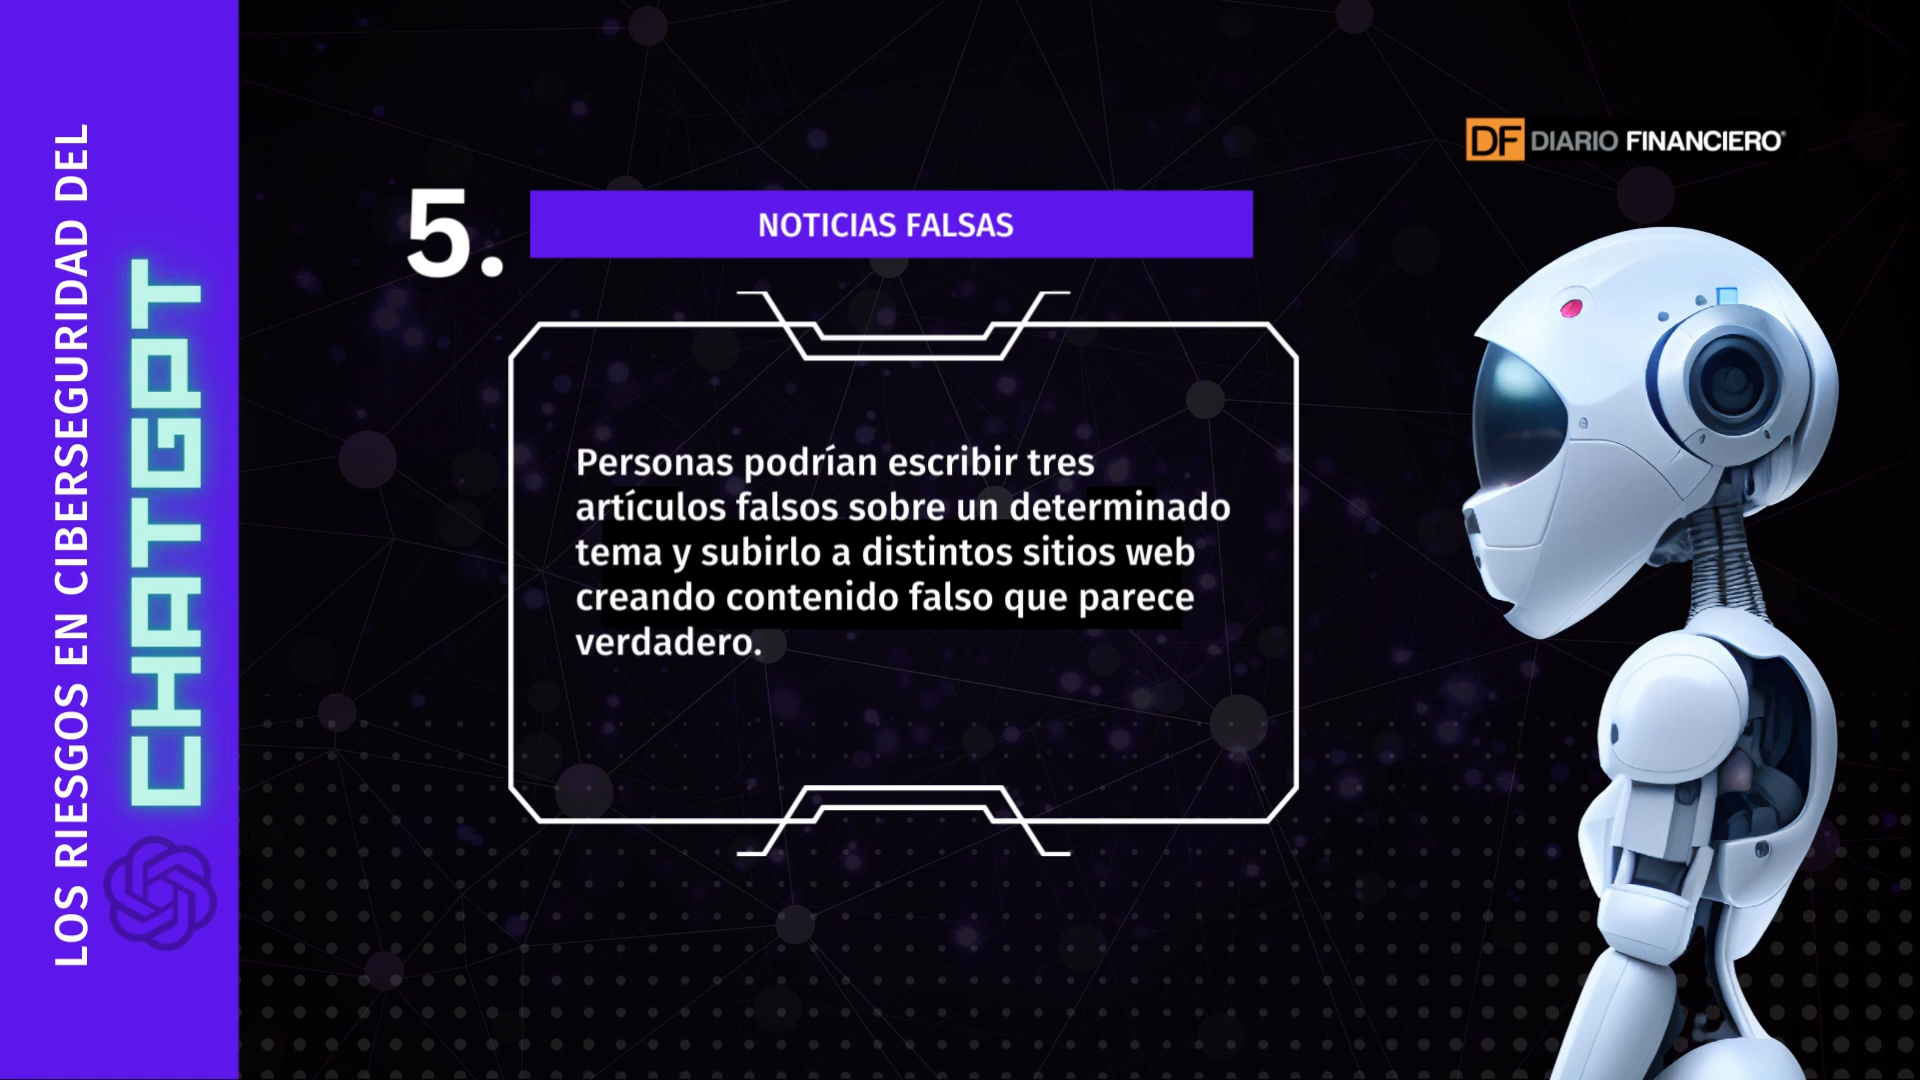 LOS RIESGOS EN CIBERSEGURIDAD DEL
CHATGPT
DF DIARIO FINANCIERO®
5.
NOTICIAS FALSAS
Personas podrían escribir tres
artículos falsos sobre un determinado
tema y subirlo a distintos sitios web
creando contenido falso que parece
verdadero.